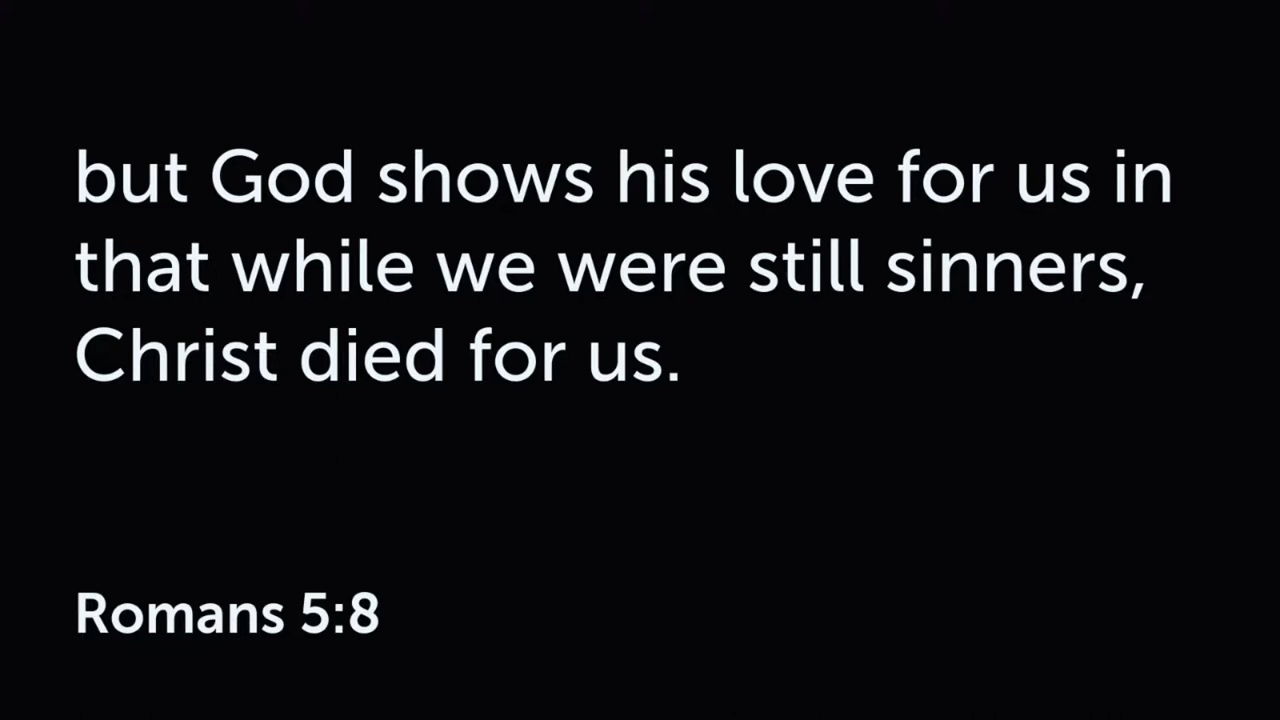 but God shows his love for us in
that while we were still sinners,
Christ died for us.
Romans 5:8